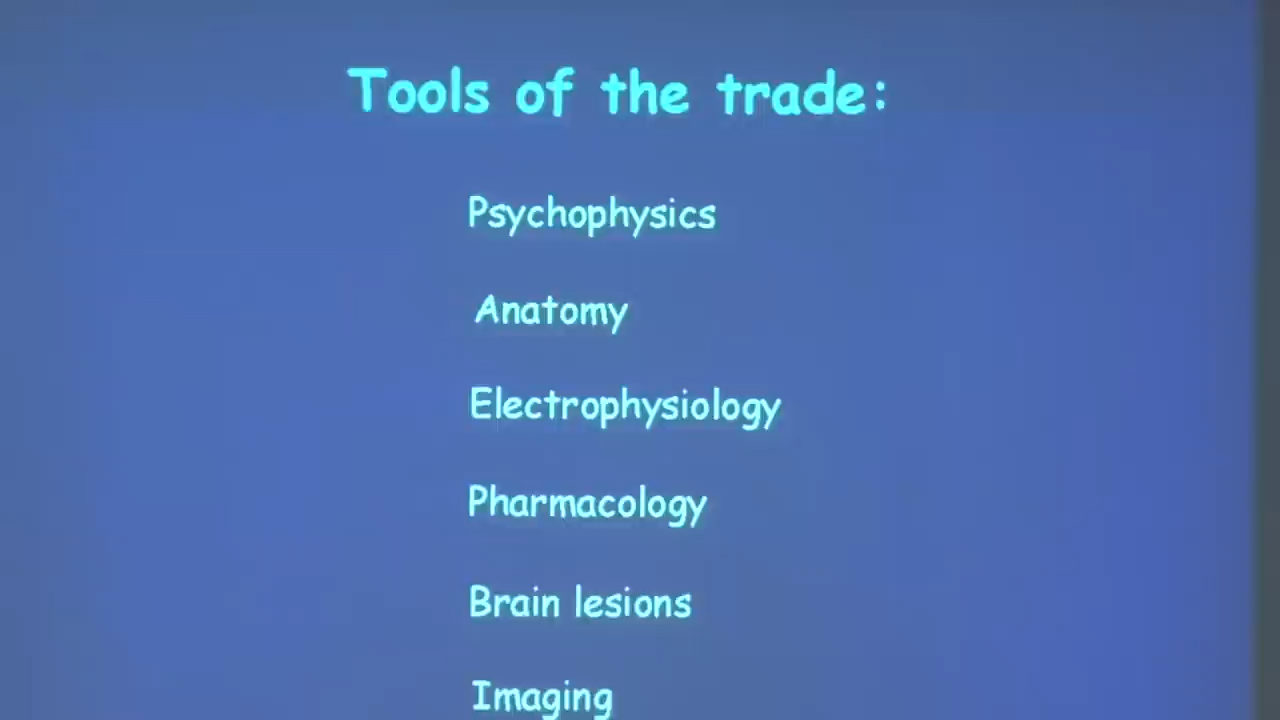 Tools of the trade:
Psychophysics
Anatomy
Electrophysiology
Pharmacology
Brain lesions
Imaging